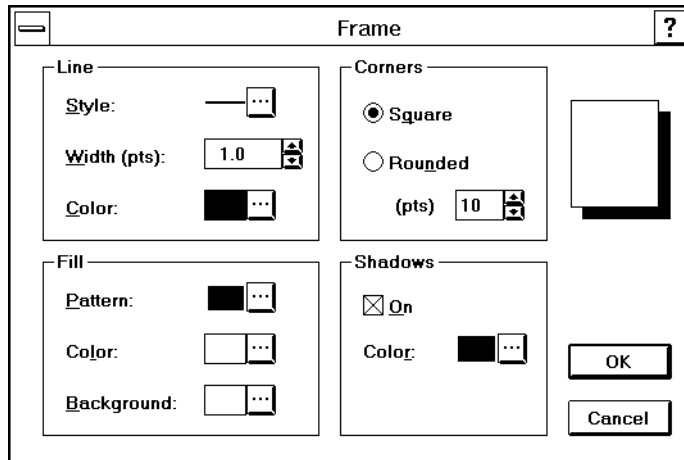 Frame
?
Line
Style:
...
Width (pts):
1.0
Color:
...
Corners
Square
Rounded
(pts)
10
Fill
Pattern:
...
Color:
...
Background:
...
Shadows
On
Color:
...
OK
Cancel